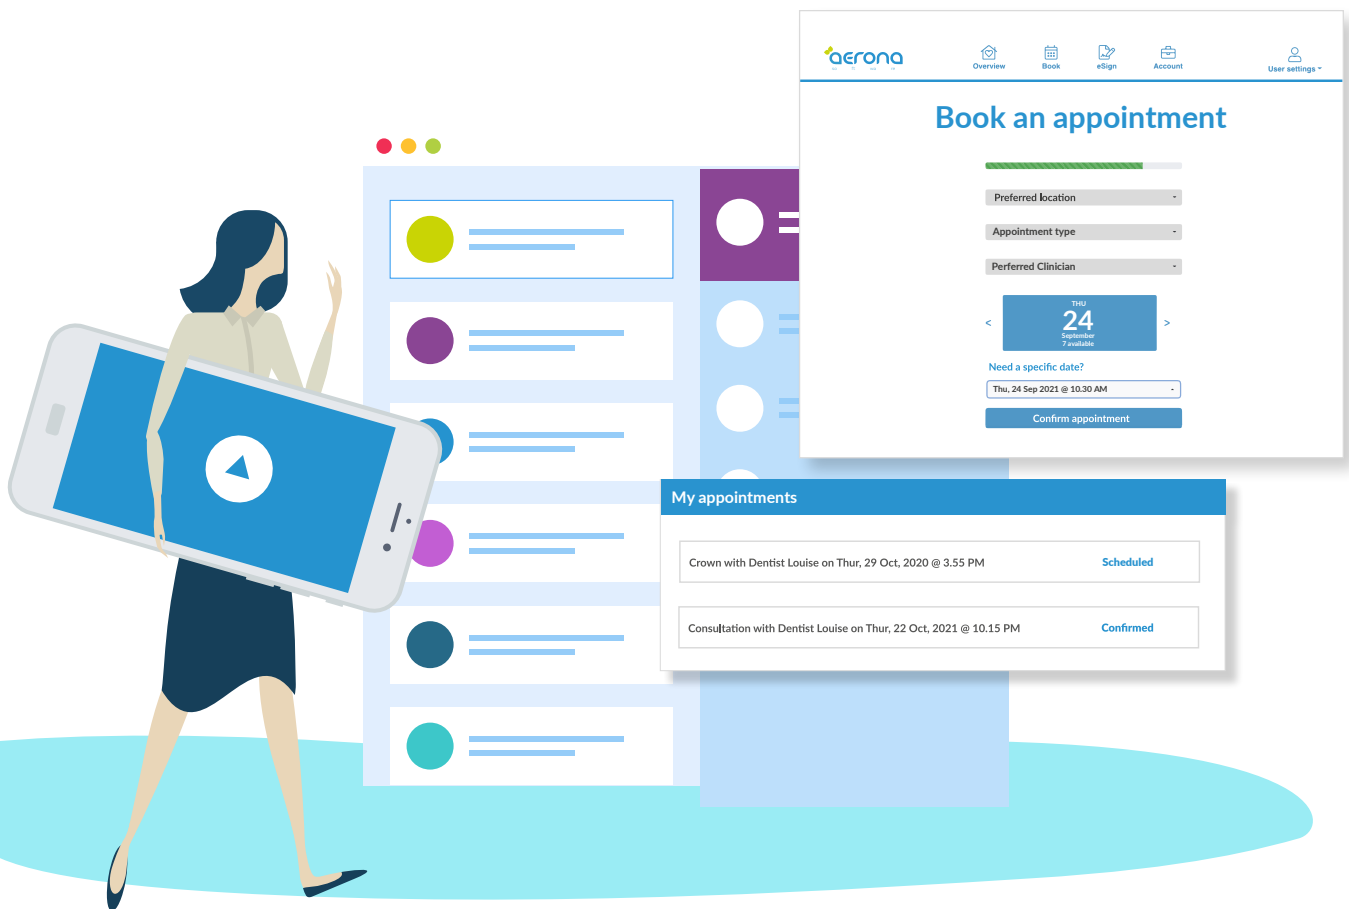 aerona
Overview
Book
eSign
Account
User settings
Book an appointment
Preferred location
Appointment type
Perferred Clinician
THU
<
24
>
September
7 available
Need a specific date?
Thu, 24 Sep 2021 @ 10.30 AM
Confirm appointment
My appointments
Crown with Dentist Louise on Thur, 29 Oct, 2020 @ 3.55 PM Scheduled
Consultation with Dentist Louise on Thur, 22 Oct, 2021 @ 10.15 PM Confirmed